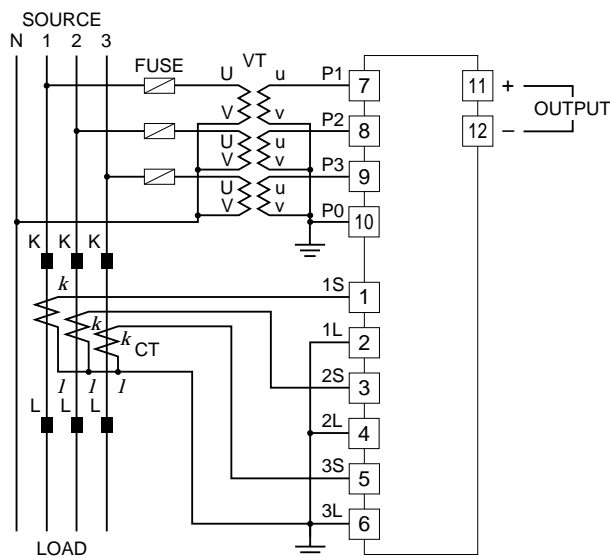 SOURCE
N 1 2 3
FUSE
VT
U u P1 7
V v
P2 8
U u
V v
P3 9
U u
V v
P0 10
11 +
OUTPUT
12 –
K K K
k
k
k CT
l l l
L L L
1S 1
1L 2
2S 3
2L 4
3S 5
3L 6
LOAD